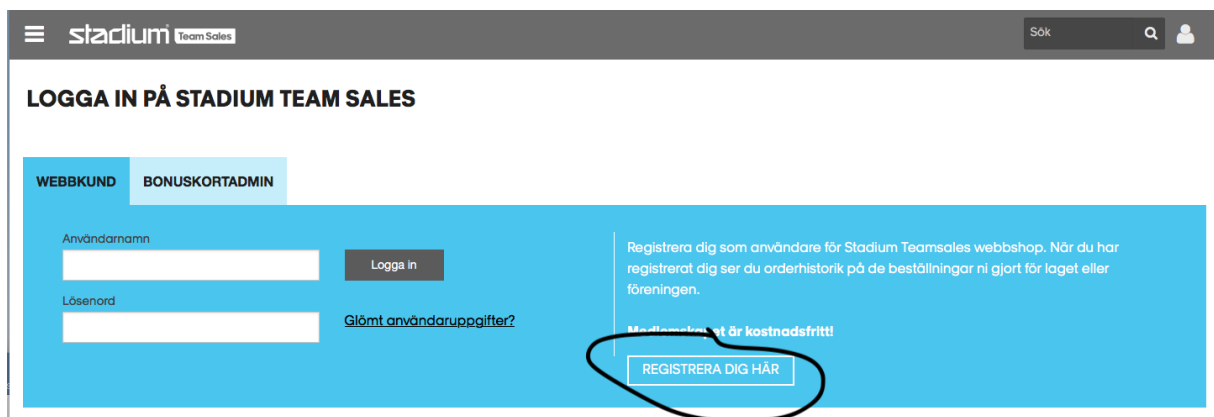 stadium Team Sales
Sök
LOGGA IN PÅ STADIUM TEAM SALES
WEBBKUND
BONUSKORTADMIN
Användarnamn
Logga in
Lösenord
Glömt användaruppgifter?
Registrera dig som användare för Stadium Teamsales webbshop. När du har
registrerat dig ser du orderhistorik på de beställningar ni gjort för laget eller
föreningen.
Medlemskapet är kostnadsfritt!
REGISTRERA DIG HÄR